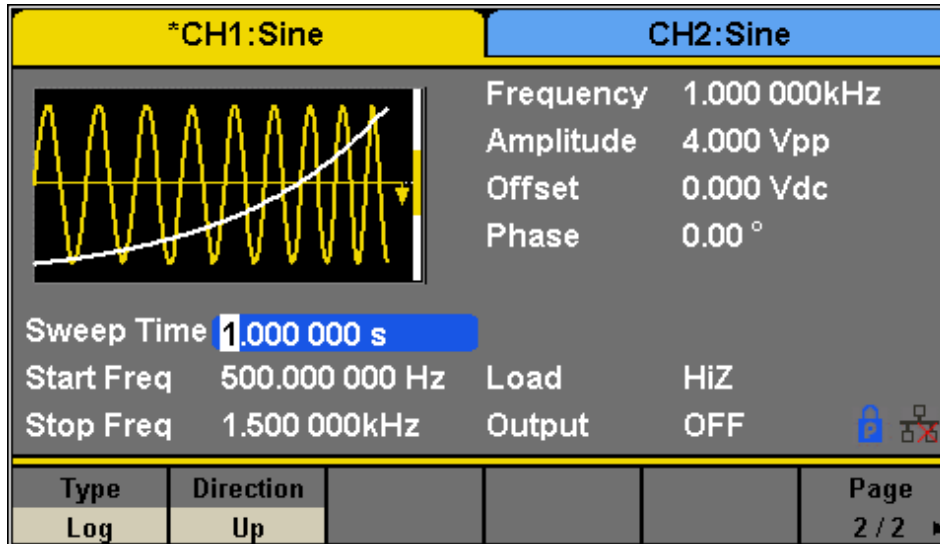 *CH1:Sine CH2:Sine
Frequency 1.000 000kHz
Amplitude 4.000 Vpp
Offset 0.000 Vdc
Phase 0.00 °
Sweep Time 1.000 000 s
Start Freq 500.000 000 Hz Load HiZ
Stop Freq 1.500 000kHz Output OFF P
Type Direction Page
Log Up 2 / 2